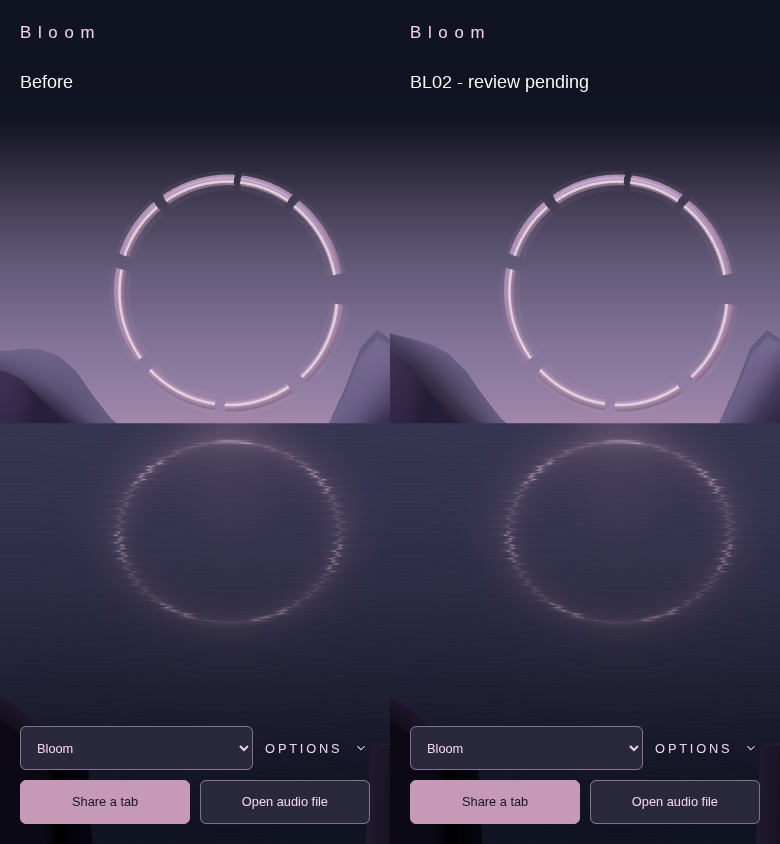 Bloom
Before
Bloom
OPTIONS
Share a tab
Open audio file
Bloom
BL02 - review pending
Bloom
OPTIONS
Share a tab
Open audio file